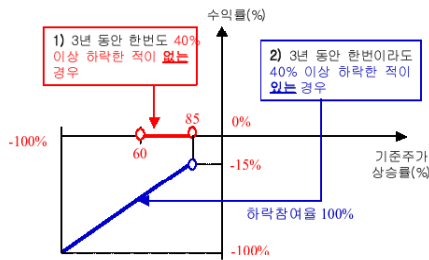 수익률(%)
1) 3년 동안 한번도 40%
이상 하락한 적이 없는
경우
2) 3년 동안 한번이라도
40% 이상 하락한 적이
있는 경우
85
0%
-100%
60
기준주가
상승률(%)
-15%
하락참여율 100%
-100%